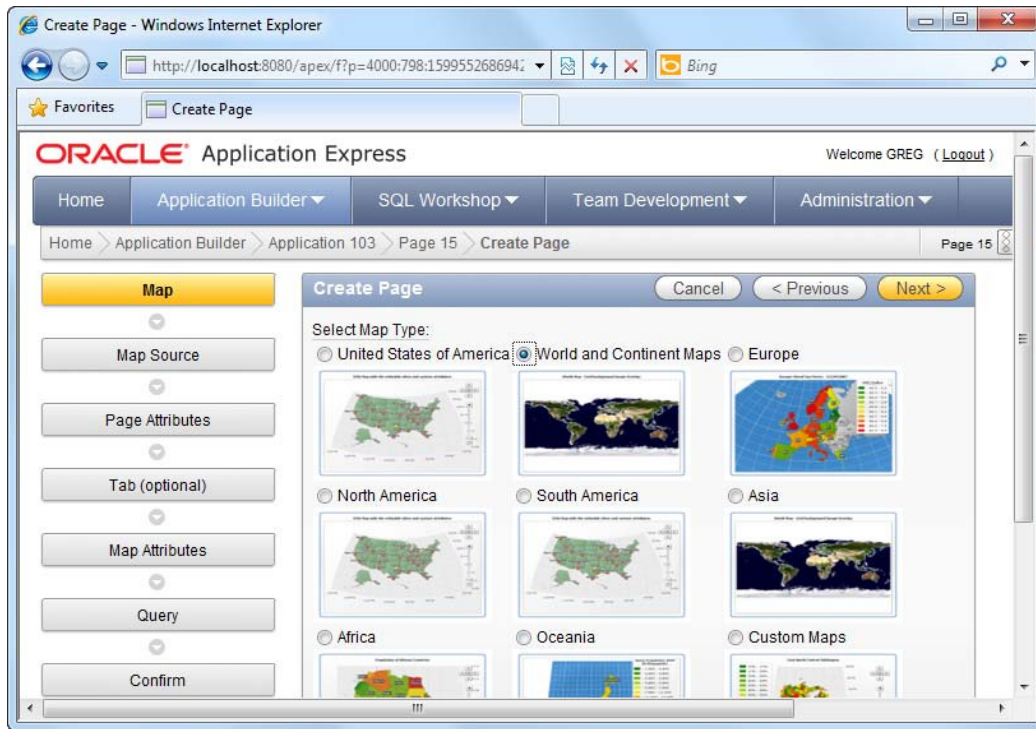 Create Page - Windows Internet Explorer
http://localhost:8080/apex/f?p=4000:798:159955268694
Bing
Favorites
Create Page
ORACLE Application Express
Welcome GREG ( Logout )
Home Application Builder SQL Workshop Team Development Administration
Home Application Builder Application 103 Page 15 Create Page
Page 15
Map
Map Source
Page Attributes
Tab (optional)
Map Attributes
Query
Confirm
Create Page
Cancel < Previous Next >
Select Map Type:
United States of America World and Continent Maps Europe
North America South America Asia
Africa Oceania Custom Maps